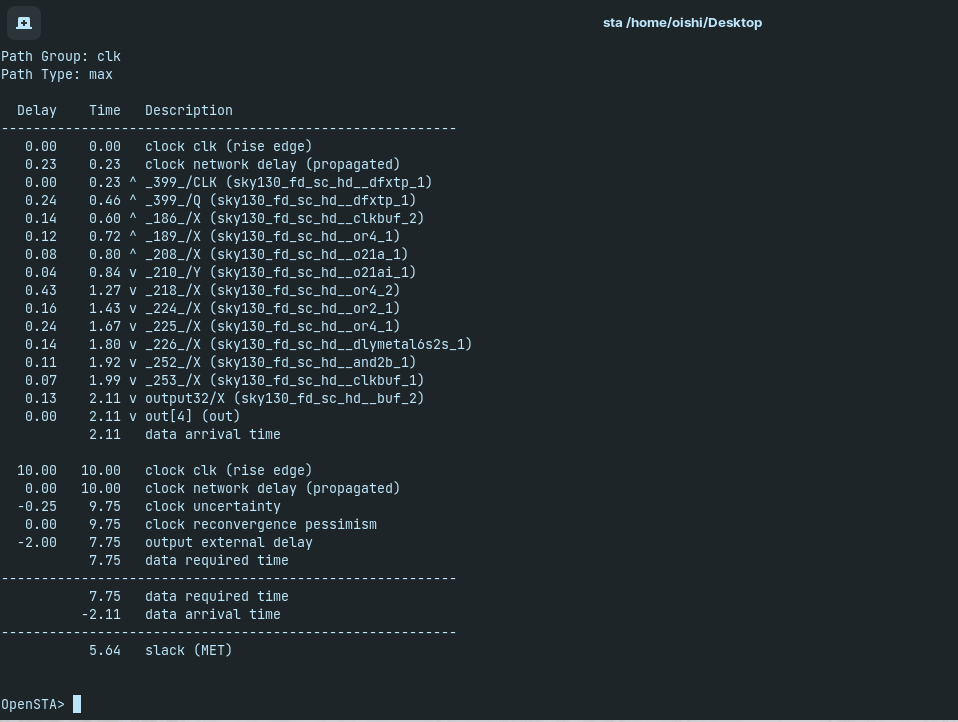 sta /home/oishi/Desktop
Path Group: clk
Path Type: max
  Delay    Time   Description
---------------------------------------------------------
   0.00    0.00   clock clk (rise edge)
   0.23    0.23   clock network delay (propagated)
   0.00    0.23 ^ _399_/CLK (sky130_fd_sc_hd__dfxtp_1)
   0.24    0.46 ^ _399_/Q (sky130_fd_sc_hd__dfxtp_1)
   0.14    0.60 ^ _186_/X (sky130_fd_sc_hd__clkbuf_2)
   0.12    0.72 ^ _189_/X (sky130_fd_sc_hd__or4_1)
   0.08    0.80 ^ _208_/X (sky130_fd_sc_hd__o21a_1)
   0.04    0.84 v _210_/Y (sky130_fd_sc_hd__o21ai_1)
   0.43    1.27 v _218_/X (sky130_fd_sc_hd__or4_2)
   0.16    1.43 v _224_/X (sky130_fd_sc_hd__or2_1)
   0.24    1.67 v _225_/X (sky130_fd_sc_hd__or4_1)
   0.14    1.80 v _226_/X (sky130_fd_sc_hd__dlymetal6s2s_1)
   0.11    1.92 v _252_/X (sky130_fd_sc_hd__and2b_1)
   0.07    1.99 v _253_/X (sky130_fd_sc_hd__clkbuf_1)
   0.13    2.11 v output32/X (sky130_fd_sc_hd__buf_2)
   0.00    2.11 v out[4] (out)
           2.11   data arrival time
  10.00   10.00   clock clk (rise edge)
   0.00   10.00   clock network delay (propagated)
  -0.25    9.75   clock uncertainty
   0.00    9.75   clock reconvergence pessimism
  -2.00    7.75   output external delay
           7.75   data required time
---------------------------------------------------------
           7.75   data required time
          -2.11   data arrival time
---------------------------------------------------------
           5.64   slack (MET)
OpenSTA>